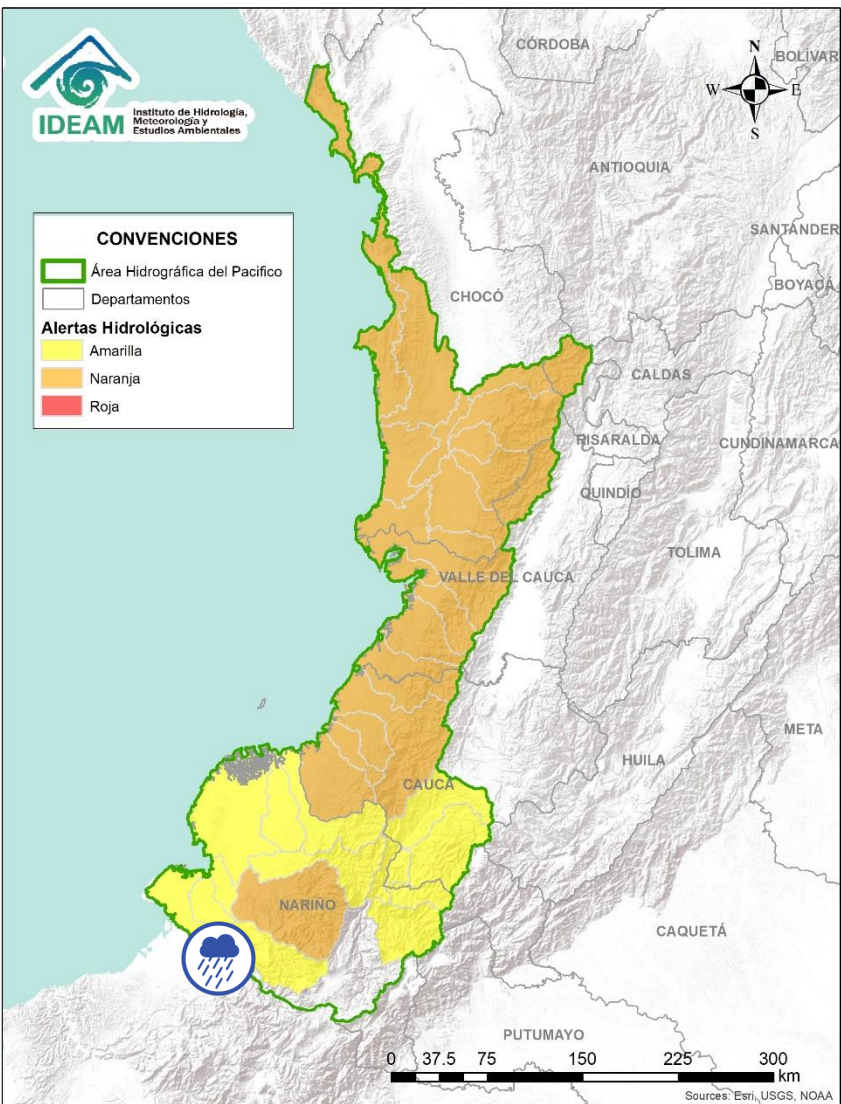 IDEAM
Instituto de Hidrología,
Meteorología y
Estudios Ambientales
CÓRDOBA
BOLÍVAR
N
W
E
S
ANTIOQUIA
SANTANDER
BOYACÁ
CONVENCIONES
Área Hidrográfica del Pacifico
Departamentos
Alertas Hidrológicas
Amarilla
Naranja
Roja
CHOCÓ
CALDAS
RISARALDA
CUNDINAMARCA
QUINDÍO
TOLIMA
VALLE DEL CAUCA
META
HUILA
CAUCA
NARIÑO
CAQUETÁ
PUTUMAYO
0 37.5 75 150 225 300
km
Sources: Esri, USGS, NOAA